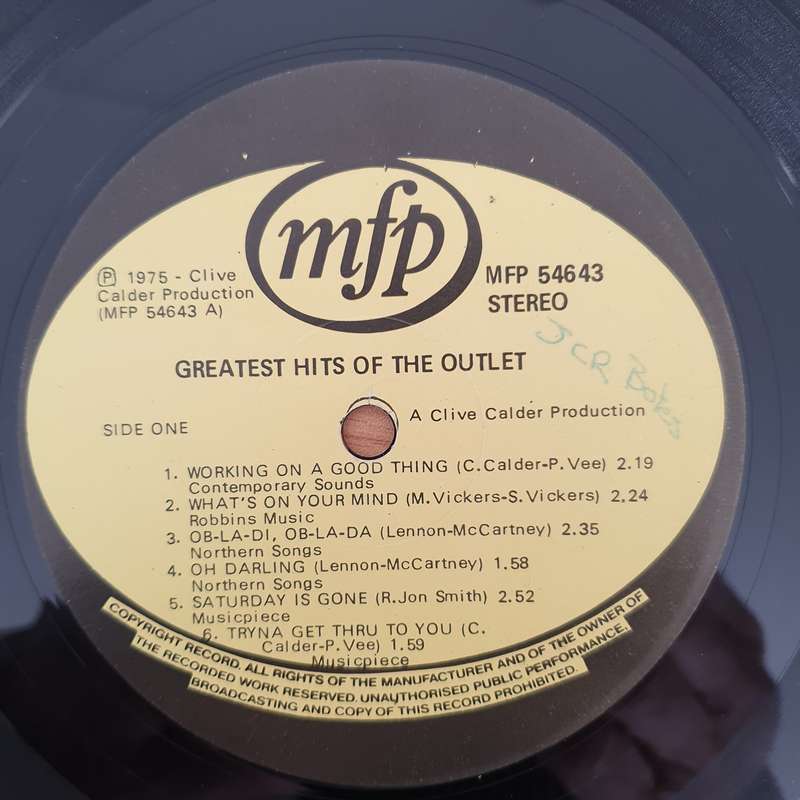 mfp
Ⓟ 1975 - Clive
Calder Production
(MFP 54643 A)
MFP 54643
STEREO
JCR Botes
GREATEST HITS OF THE OUTLET
A Clive Calder Production
SIDE ONE
1. WORKING ON A GOOD THING (C.Calder-P.Vee) 2.19
Contemporary Sounds
2. WHAT'S ON YOUR MIND (M.Vickers-S.Vickers) 2.24
Robbins Music
3. OB-LA-DI, OB-LA-DA (Lennon-McCartney) 2.35
Northern Songs
4. OH DARLING (Lennon-McCartney) 1.58
Northern Songs
5. SATURDAY IS GONE (R.Jon Smith) 2.52
Musicpiece
6. TRYNA GET THRU TO YOU (C.
Calder-P.Vee) 1.59
Musicpiece
COPYRIGHT RECORD. ALL RIGHTS OF THE MANUFACTURER AND OF THE OWNER OF
THE RECORDED WORK RESERVED. UNAUTHORISED PUBLIC PERFORMANCE,
BROADCASTING AND COPY OF THIS RECORD PROHIBITED.